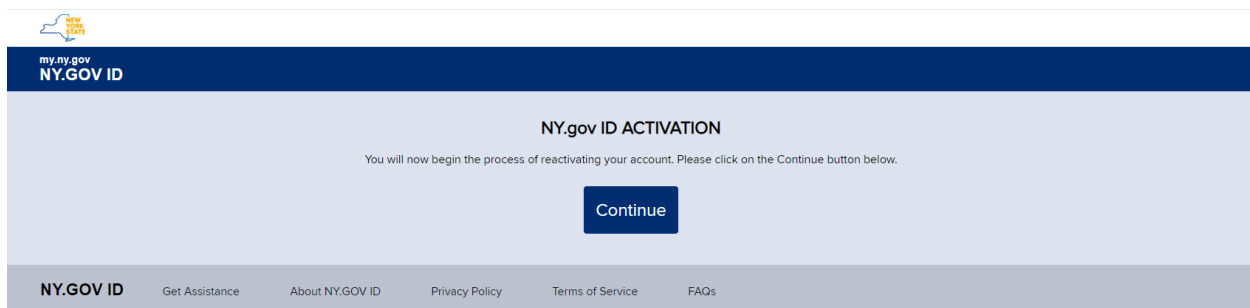 NEW
YORK
STATE
my.ny.gov
NY.GOV ID
NY.gov ID ACTIVATION
You will now begin the process of reactivating your account. Please click on the Continue button below.
Continue
NY.GOV ID Get Assistance About NY.GOV ID Privacy Policy Terms of Service FAQs